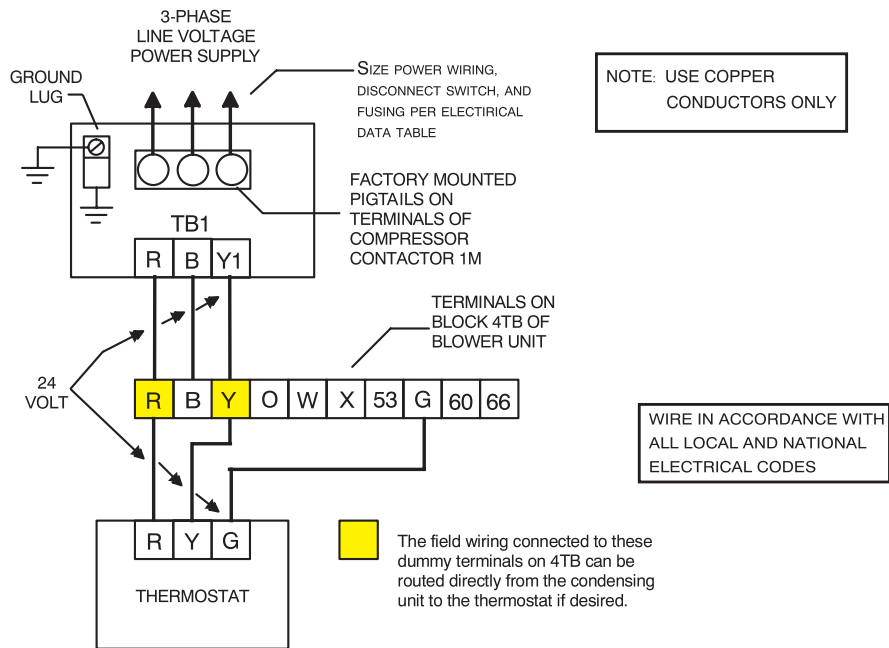 3-PHASE
LINE VOLTAGE
POWER SUPPLY
GROUND
LUG
SIZE POWER WIRING,
DISCONNECT SWITCH, AND
FUSING PER ELECTIRICAL
DATA TABLE
NOTE: USE COPPER
CONDUCTORS ONLY
FACTORY MOUNTED
PIGTAILS ON
TERMINALS OF
COMPRESSOR
CONTACTOR 1M
TB1
R B Y1
TERMINALS ON
BLOCK 4TB OF
BLOWER UNIT
24
VOLT
R B Y O W X 53 G 60 66
WIRE IN ACCORDANCE WITH
ALL LOCAL AND NATIONAL
ELECTRICAL CODES
R Y G
THERMOSTAT
The field wiring connected to these
dummy terminals on 4TB can be
routed directly from the condensing
unit to the thermostat if desired.